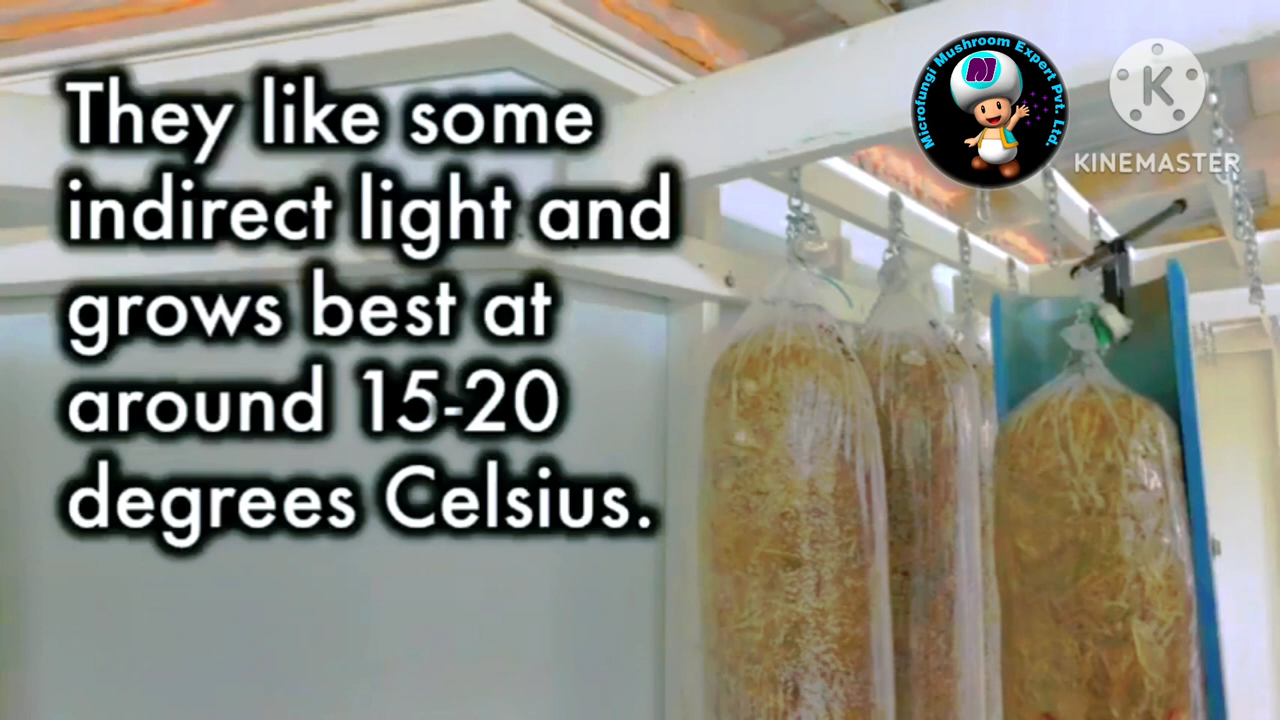 They like some
indirect light and
grows best at
around 15-20
degrees Celsius.
Microfungi Mushroom Expert Pvt. Ltd.
K
KINEMASTER